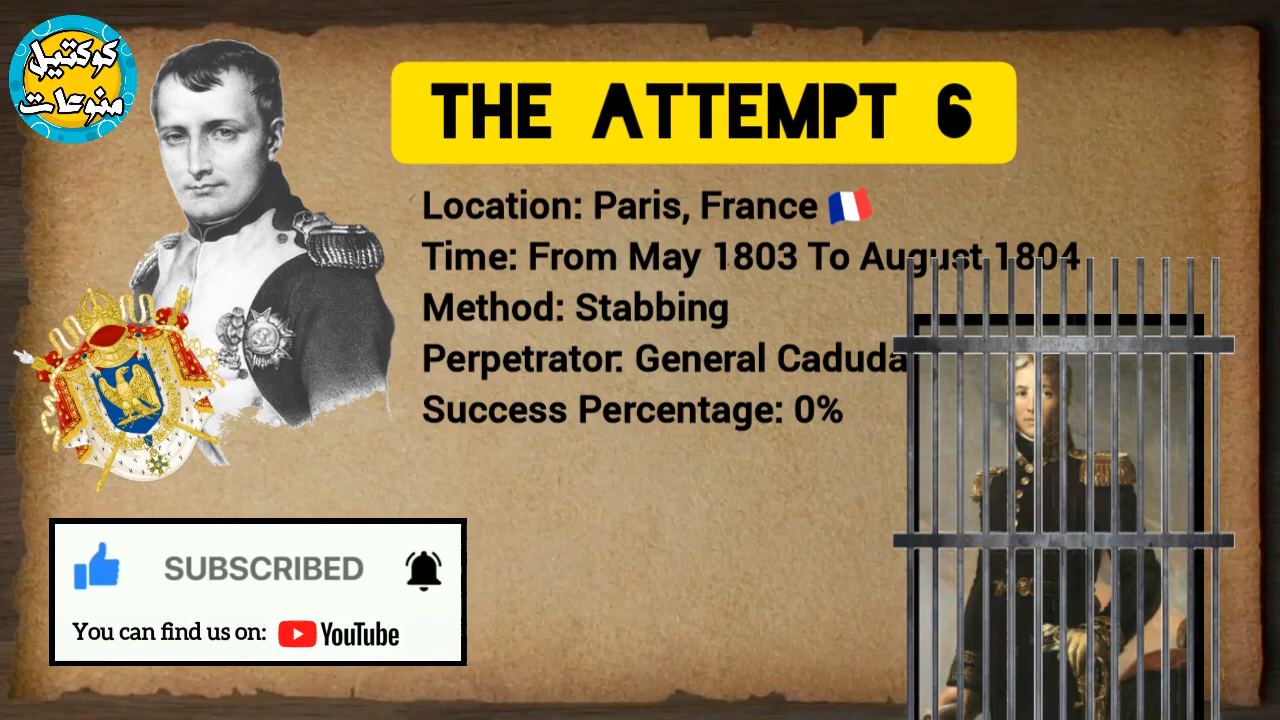 كوكتيل
منوعات
THE ATTEMPT 6
Location: Paris, France
Time: From May 1803 To August 1804
Method: Stabbing
Perpetrator: General Caduda
Success Percentage: 0%
SUBSCRIBED
You can find us on: YouTube